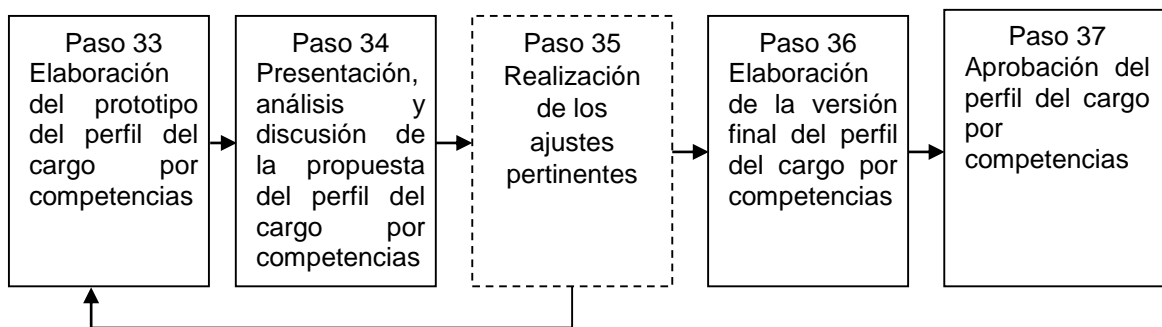 Paso 33
Elaboración
del prototipo
del perfil del
cargo por
competencias
Paso 34
Presentación,
análisis y
discusión de
la propuesta
del perfil del
cargo por
competencias
Paso 35
Realización
de los
ajustes
pertinentes
Paso 36
Elaboración
de la versión
final del perfil
del cargo por
competencias
Paso 37
Aprobación del
perfil del cargo
por
competencias